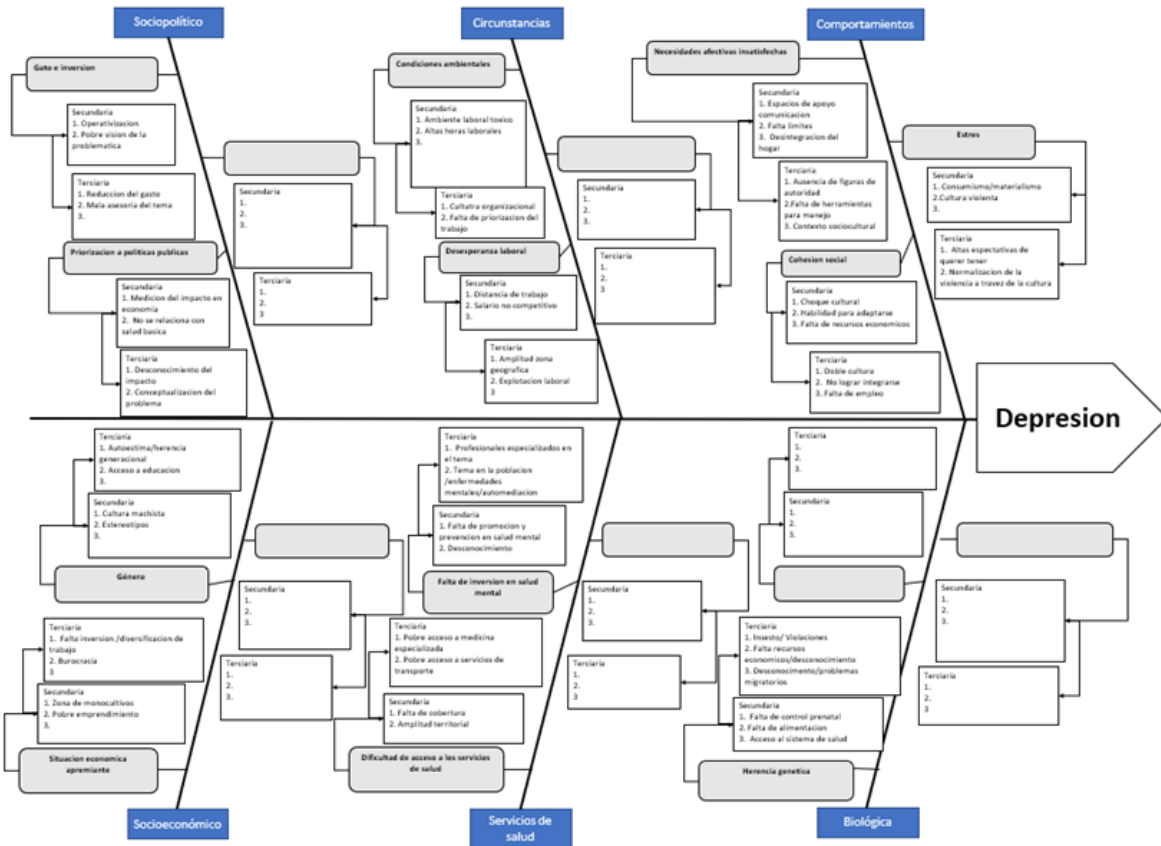 Sociopolítico
Circunstancias
Comportamientos
Gato e inversion
Secundaria
1. Operativizacion
2. Pobre vision de la
problematica
Terciaria
1. Reduccion del gasto
2. Mala asesoria del tema
3.
Priorizacion a politicas publicas
Secundaria
1. Medicion del impacto en
economia
2. No se relaciona con
salud basica
Terciaria
1. Desconocimiento del
impacto
2. Conceptualizacion del
problema
Secundaria
1.
2.
3.
Terciaria
1.
2.
3
Condiciones ambientales
Secundaria
1. Ambiente laboral toxico
2. Altas horas laborales
3.
Terciaria
1. Cultatra organizacional
2. Falta de priorizacion del
trabajo
Desesperanza laboral
Secundaria
1. Distancia de trabajo
2. Salario no competitivo
3.
Terciaria
1. Amplitud zona
geografica
2. Explotacion laboral
3
Secundaria
1.
2.
3.
Terciaria
1.
2.
3
Necesidades afectivas insatisfechas
Secundaria
1. Espacios de apoyo
comunicacion
2. Falta limites
3. Desintegracion del
hogar
Terciaria
1. Ausencia de figuras de
autoridad
2.Falta de herramientas
para manejo
3. Contexto sociocultural
Cohesion social
Secundaria
1. Choque cultural
2. Habilidad para adaptarse
3. Falta de recursos economicos
Terciaria
1. Doble cultura
2. No lograr integrarse
3. Falta de empleo
Estres
Secundaria
1. Consumismo/materialismo
2.Cultura violenta
3.
Terciaria
1. Altas espectativas de
querer tener
2. Normalizacion de la
violencia a travez de la cultura
Depresion
Terciaria
1. Autoestima/herencia
generacional
2. Acceso a educacion
3.
Secundaria
1. Cultura machista
2. Estereotipos
3.
Género
Terciaria
1. Falta inversion /diversificacion de
trabajo
2. Burocracia
3
Secundaria
1. Zona de monocultivos
2. Pobre emprendimiento
3.
Situacion economica
apremiante
Secundaria
1.
2.
3.
Terciaria
1.
2.
3.
Terciaria
1. Profesionales especializados en
el tema
2. Tema en la poblacion
/enfermedades
mentales/automediacion
Secundaria
1. Falta de promocion y
prevencion en salud mental
2. Desconocimiento
Falta de inversion en salud
mental
Terciaria
1. Pobre acceso a medicina
especializada
2. Pobre acceso a servicios de
transporte
Secundaria
1. Falta de cobertura
2. Amplitud territorial
Dificultad de acceso a los servicios
de salud
Secundaria
1.
2.
3.
Terciaria
1.
2.
3
Terciaria
1.
2.
3.
Secundaria
1.
2.
3.
Terciaria
1. Insesto/ Violaciones
2. Falta recursos
economicos/desconocimiento
3. Desconocimento/problemas
migratorios
Secundaria
1. Falta de control prenatal
2. Falta de alimentacion
3. Acceso al sistema de salud
Herencia genetica
Secundaria
1.
2.
3.
Terciaria
1.
2.
3
Socioeconómico
Servicios de
salud
Biológica